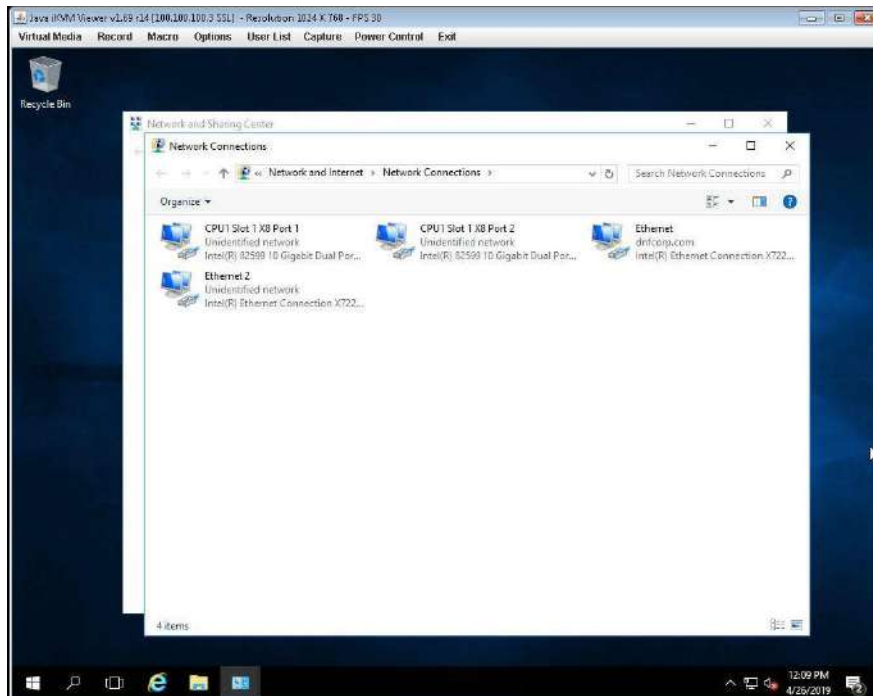 Java iKVM Viewer v1.69 r14 [100.100.100.3 SSL] - Resolution 1024 X 768 - FPS 30
Virtual Media Record Macro Options User List Capture Power Control Exit
Recycle Bin
Network and Sharing Center
Network Connections
« Network and Internet › Network Connections ›
Search Network Connections
Organize
CPU1 Slot 1 X8 Port 1
Unidentified network
Intel(R) 82599 10 Gigabit Dual Por...
CPU1 Slot 1 X8 Port 2
Unidentified network
Intel(R) 82599 10 Gigabit Dual Por...
Ethernet
Intel(R) Ethernet Connection X722...
Ethernet 2
Unidentified network
Intel(R) Ethernet Connection X722...
4 items
12:09 PM
4/26/2019
2